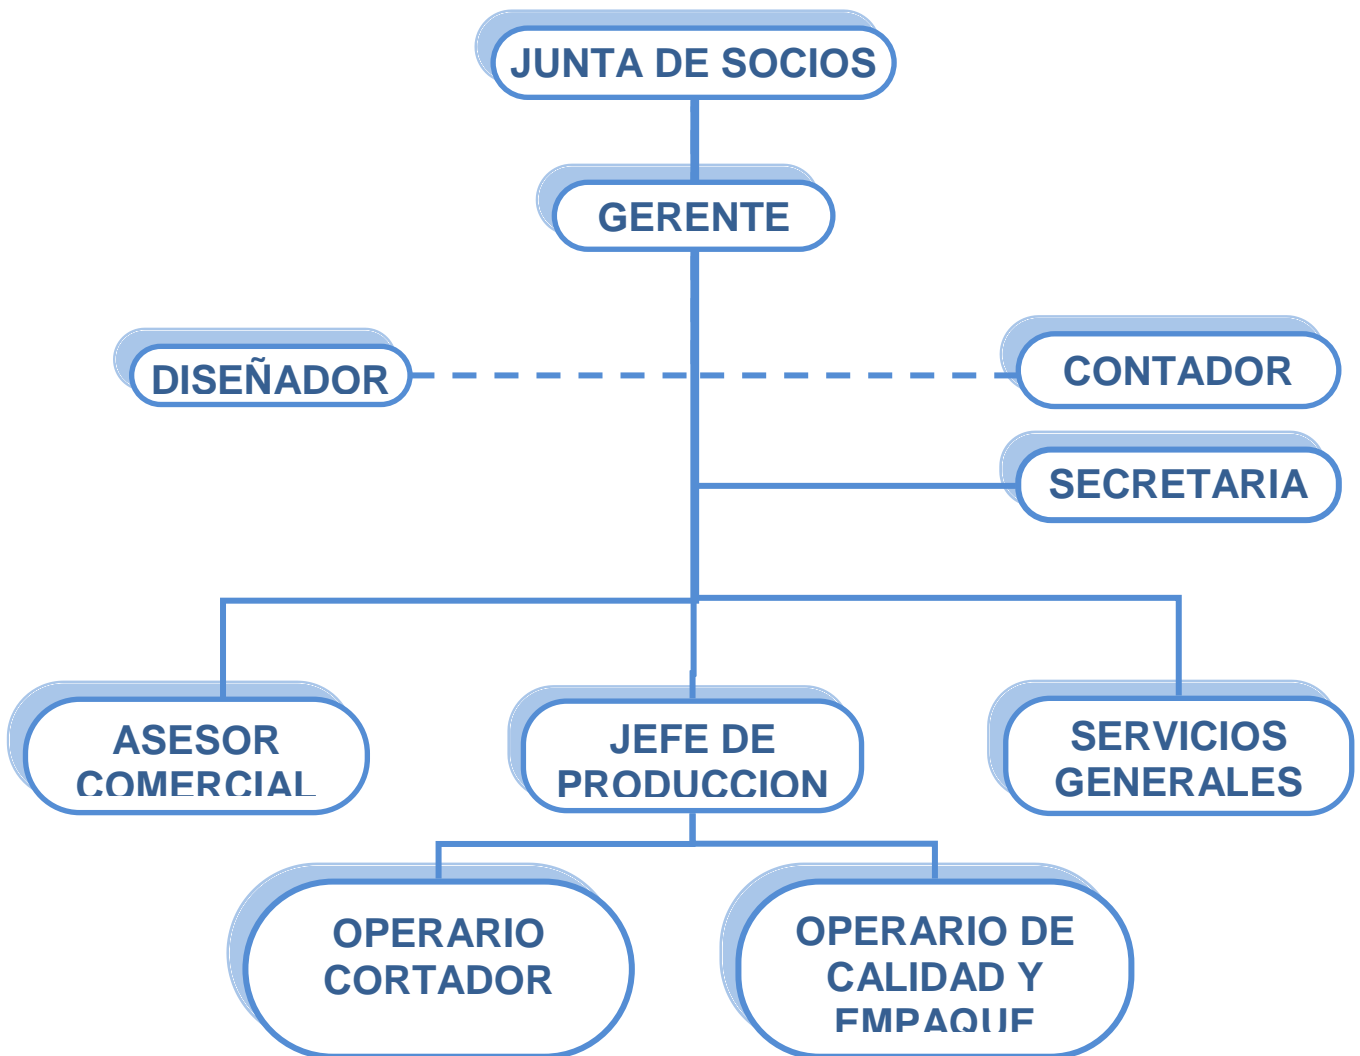 JUNTA DE SOCIOS
GERENTE
DISEÑADOR
CONTADOR
SECRETARIA
ASESOR
COMERCIAL
JEFE DE
PRODUCCION
SERVICIOS
GENERALES
OPERARIO
CORTADOR
OPERARIO DE
CALIDAD Y
EMPAQUE